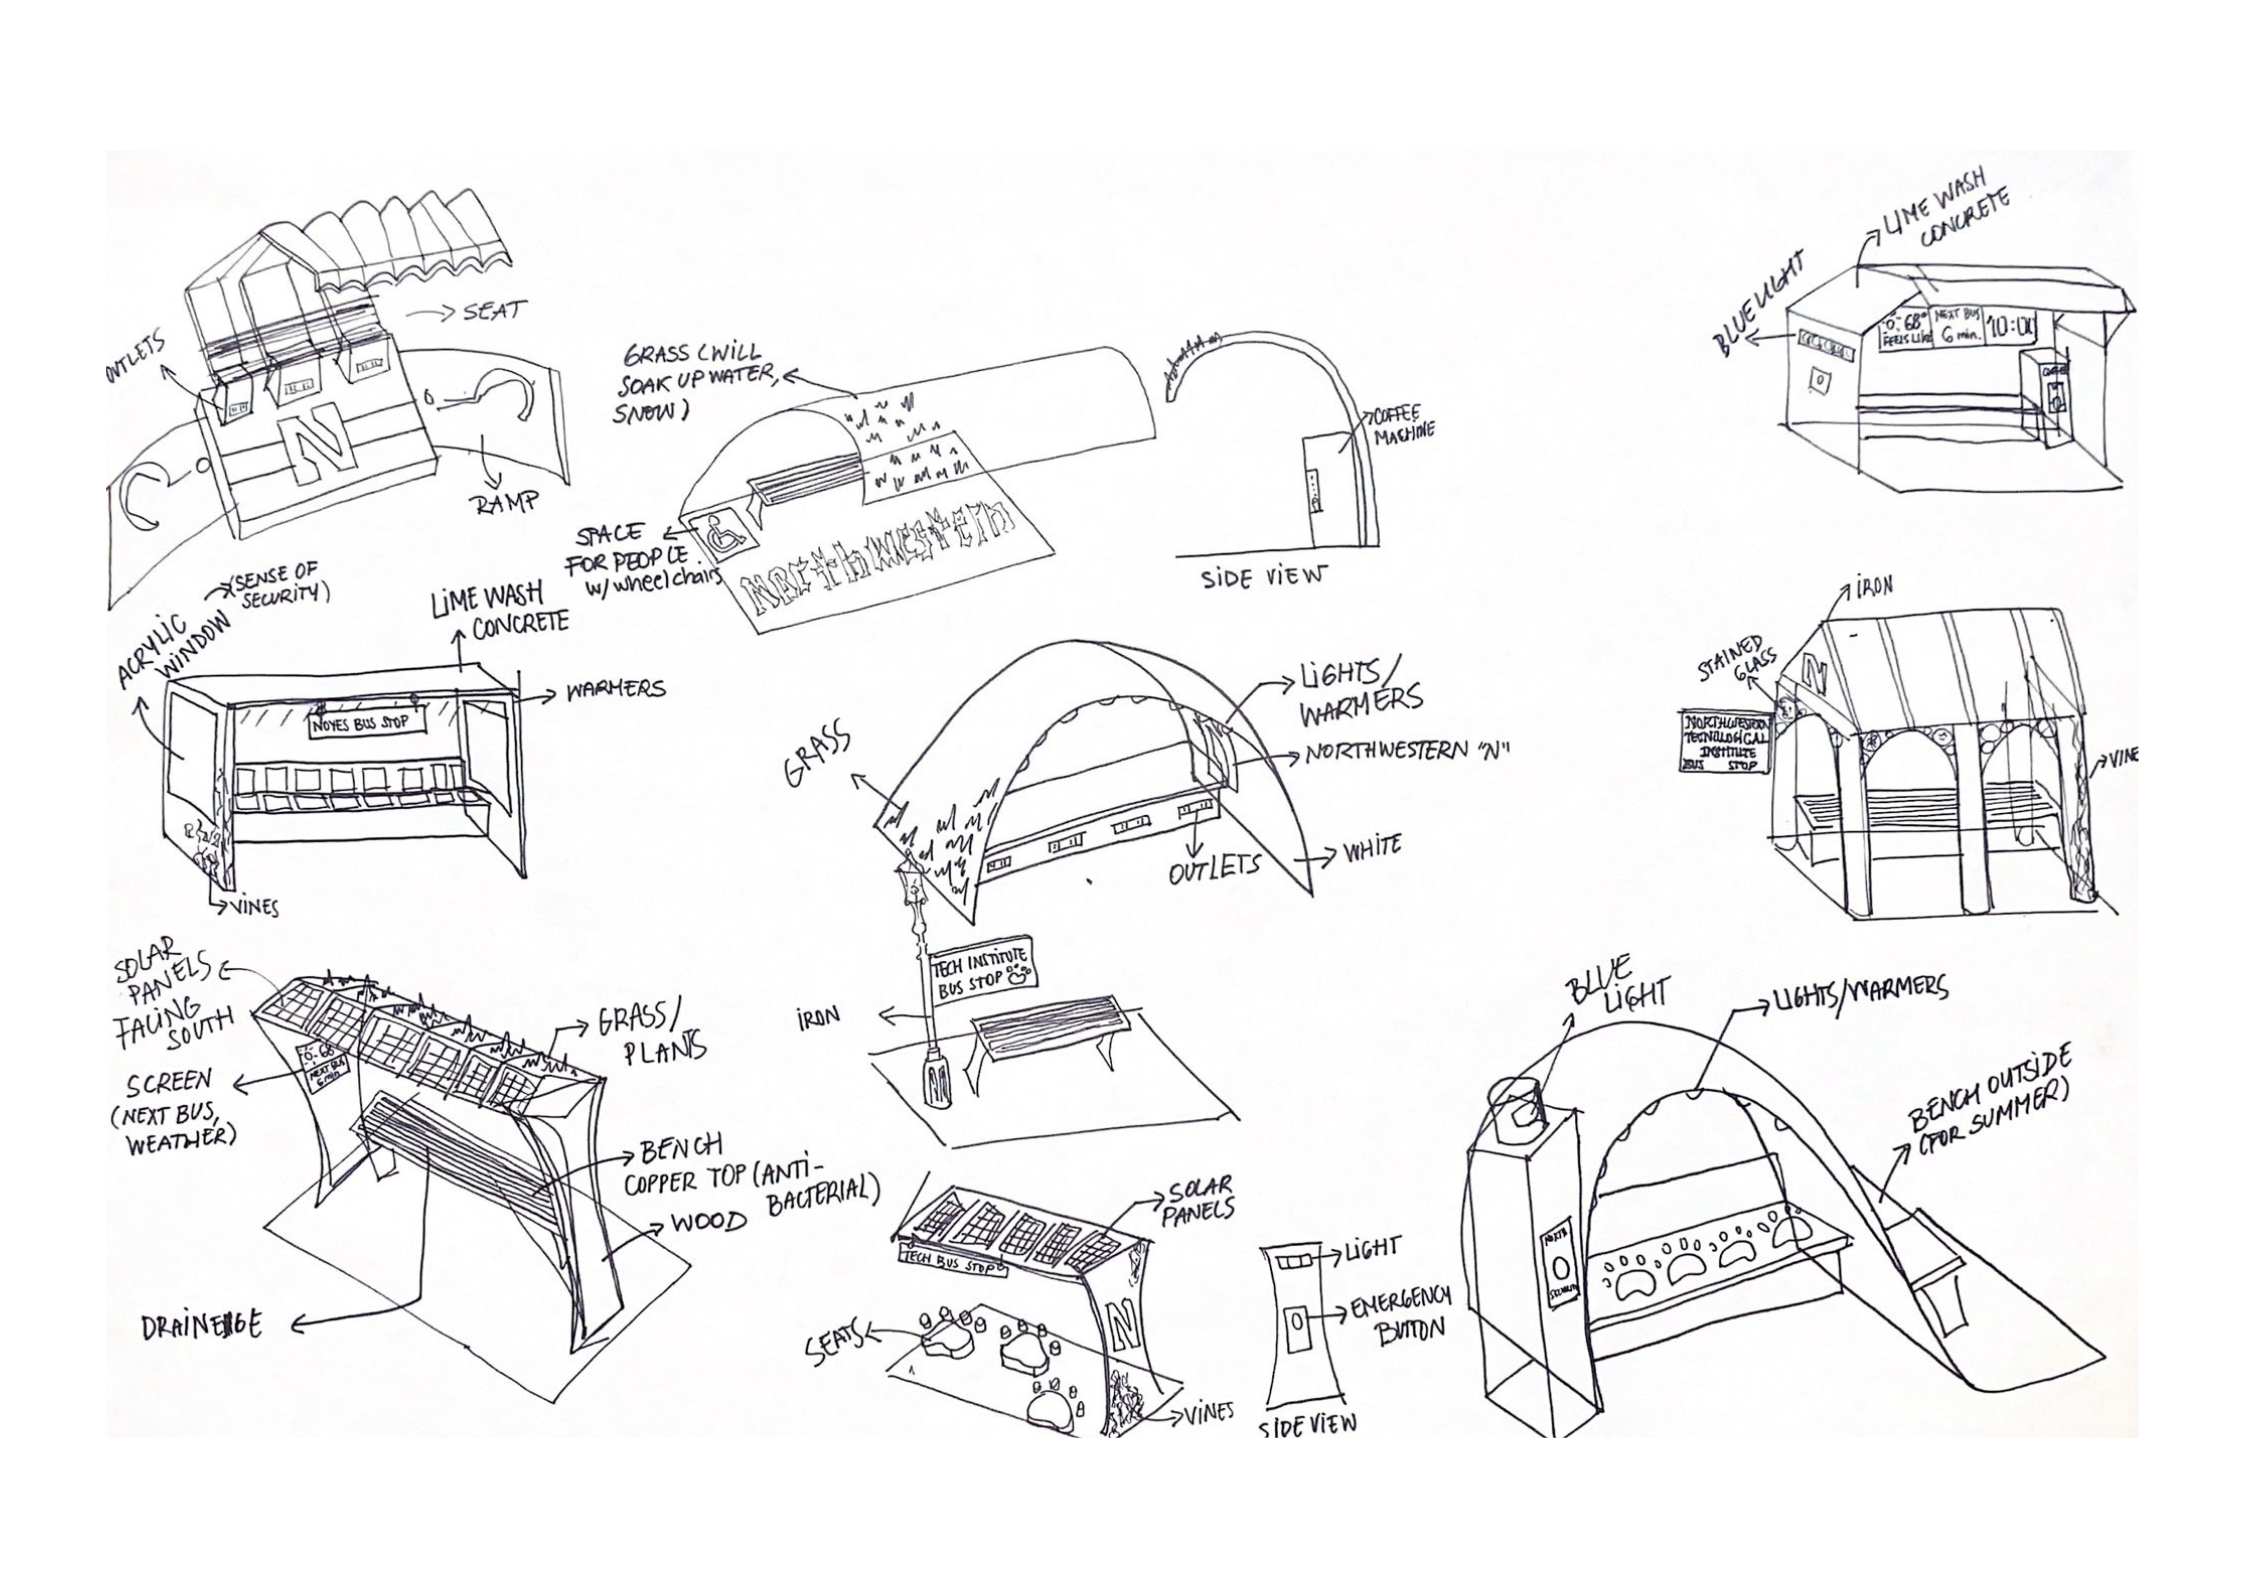 SEAT
OUTLETS
N
RAMP
GRASS (WILL
SOAK UP WATER,
SNOW)
SPACE
FOR PEOPLE
w/wheelchairs
Northwestern
COFFEE
MACHINE
SIDE VIEW
LIME WASH
CONCRETE
BLUE LIGHT
68°
FEELS LIKE
NEXT BUS
6 min.
10:00
COFFEE
(SENSE OF
SECURITY)
ACRYLIC
WINDOW
LIME WASH
CONCRETE
WARMERS
NOYES BUS STOP
VINES
LIGHTS/
WARMERS
GRASS
N
NORTHWESTERN "N"
WHITE
OUTLETS
IRON
STAINED
GLASS
N
NORTHWESTERN
TECNOLOGICAL
INSTITUTE
BUS STOP
VINE
SOLAR
PANELS
FACING
SOUTH
GRASS/
PLANTS
68°
NEXT BUS
6 min
SCREEN
(NEXT BUS,
WEATHER)
BENCH
COPPER TOP (ANTI-
BACTERIAL)
WOOD
DRAINEGE
TECH INSTITUTE
BUS STOP
IRON
SOLAR
PANELS
TECH BUS STOP
SEATS
N
VINES
LIGHT
EMERGENCY
BUTTON
SIDE VIEW
BLUE
LIGHT
LIGHTS/WARMERS
BENCH OUTSIDE
(FOR SUMMER)
SECURITY